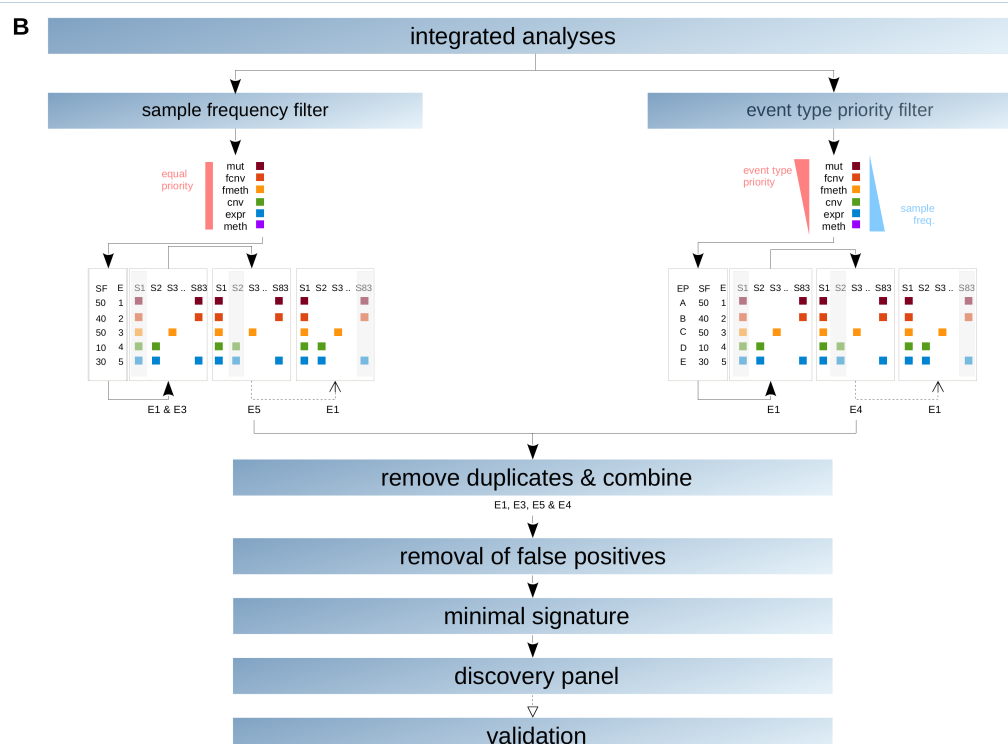 B
integrated analyses
sample frequency filter
event type priority filter
equal
priority
mut
fcnv
fmeth
cnv
expr
meth
event type
priority
mut
fcnv
fmeth
cnv
expr
meth
sample
freq.
SF E S1 S2 S3 .. S83 S1 S2 S3 .. S83 S1 S2 S3 .. S83
50 1
40 2
50 3
10 4
30 5
E1 & E3 E5 E1
EP SF E S1 S2 S3 .. S83 S1 S2 S3 .. S83 S1 S2 S3 .. S83
A 50 1
B 40 2
C 50 3
D 10 4
E 30 5
E1 E4 E1
remove duplicates & combine
E1, E3, E5 & E4
removal of false positives
minimal signature
discovery panel
validation